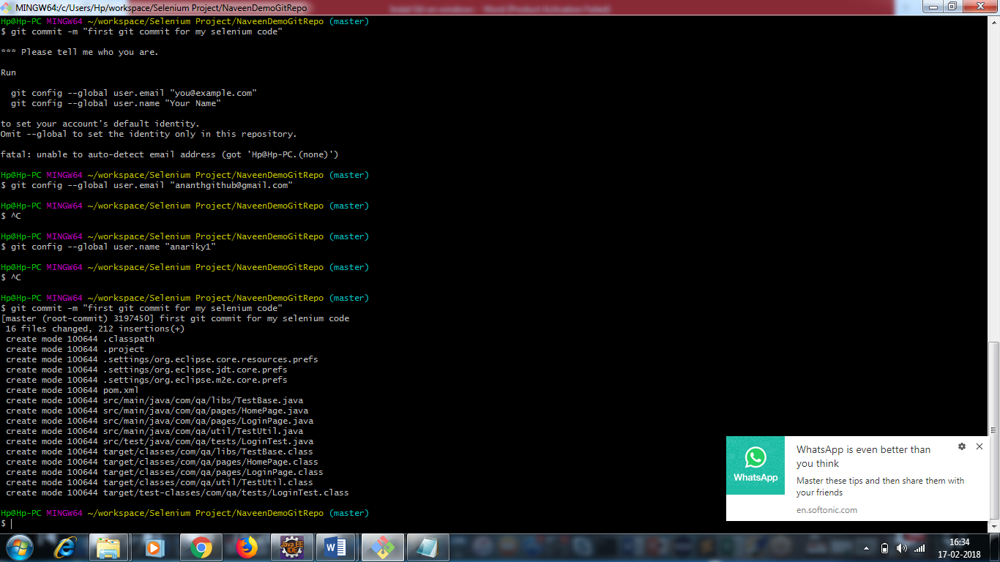 MINGW64:/c/Users/Hp/workspace/Selenium Project/NaveenDemoGitRepo
Hp@Hp-PC MINGW64 ~/workspace/Selenium Project/NaveenDemoGitRepo (master)
$ git commit -m "first git commit for my selenium code"
*** Please tell me who you are.
Run
git config --global user.email "you@example.com"
git config --global user.name "Your Name"
to set your account's default identity.
Omit --global to set the identity only in this repository.
fatal: unable to auto-detect email address (got 'Hp@Hp-PC.(none)')
Hp@Hp-PC MINGW64 ~/workspace/Selenium Project/NaveenDemoGitRepo (master)
$ git config --global user.email "ananthgithub@gmail.com"
Hp@Hp-PC MINGW64 ~/workspace/Selenium Project/NaveenDemoGitRepo (master)
$ ^C
Hp@Hp-PC MINGW64 ~/workspace/Selenium Project/NaveenDemoGitRepo (master)
$ git config --global user.name "anariky1"
Hp@Hp-PC MINGW64 ~/workspace/Selenium Project/NaveenDemoGitRepo (master)
$ ^C
Hp@Hp-PC MINGW64 ~/workspace/Selenium Project/NaveenDemoGitRepo (master)
$ git commit -m "first git commit for my selenium code"
[master (root-commit) 3197450] first git commit for my selenium code
16 files changed, 212 insertions(+)
create mode 100644 .classpath
create mode 100644 .project
create mode 100644 .settings/org.eclipse.core.resources.prefs
create mode 100644 .settings/org.eclipse.jdt.core.prefs
create mode 100644 .settings/org.eclipse.m2e.core.prefs
create mode 100644 pom.xml
create mode 100644 src/main/java/com/qa/libs/TestBase.java
create mode 100644 src/main/java/com/qa/pages/HomePage.java
create mode 100644 src/main/java/com/qa/pages/LoginPage.java
create mode 100644 src/main/java/com/qa/util/TestUtil.java
create mode 100644 src/test/java/com/qa/tests/LoginTest.java
create mode 100644 target/classes/com/qa/libs/TestBase.class
create mode 100644 target/classes/com/qa/pages/HomePage.class
create mode 100644 target/classes/com/qa/pages/LoginPage.class
create mode 100644 target/classes/com/qa/util/TestUtil.class
create mode 100644 target/test-classes/com/qa/tests/LoginTest.class
Hp@Hp-PC MINGW64 ~/workspace/Selenium Project/NaveenDemoGitRepo (master)
$
WhatsApp
WhatsApp is even better than
you think
Master these tips and then share them with
your friends
en.softonic.com
Java EE
IDE
16:34
17-02-2018